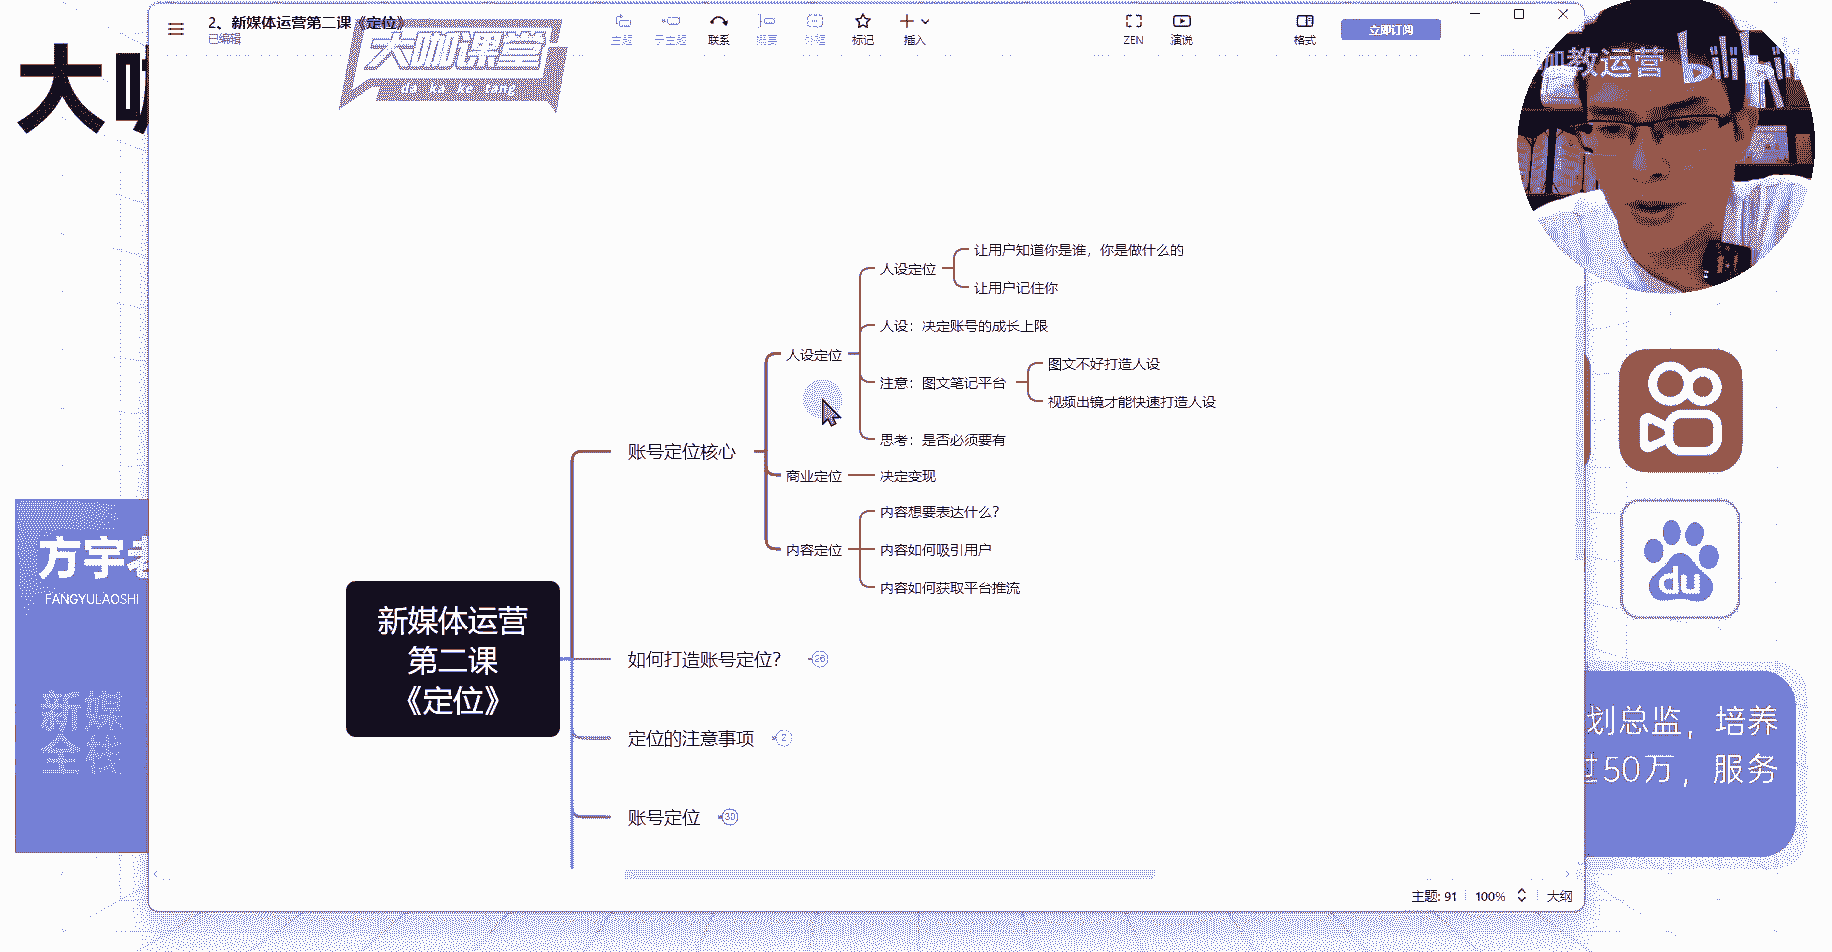 2、新媒体运营第二课《定位》
已编辑
主题
子主题
联系
概要
外框
标记
插入
ZEN
演说
格式
立即订阅
大咖课堂
da ka ke tang
咖教运营 bilibili
大咖
人设定位
让用户知道你是谁，你是做什么的
让用户记住你
人设：决定账号的成长上限
人设定位
注意：图文笔记平台
图文不好打造人设
视频出镜才能快速打造人设
思考：是否必须要有
账号定位核心
商业定位
决定变现
内容定位
内容想要表达什么？
内容如何吸引用户
内容如何获取平台推流
新媒体运营
第二课
《定位》
如何打造账号定位？
26
定位的注意事项
2
账号定位
30
方宇老
FANGYULAOSHI
新媒
全栈
du
划总监，培养
过50万，服务
主题: 91
100%
大纲